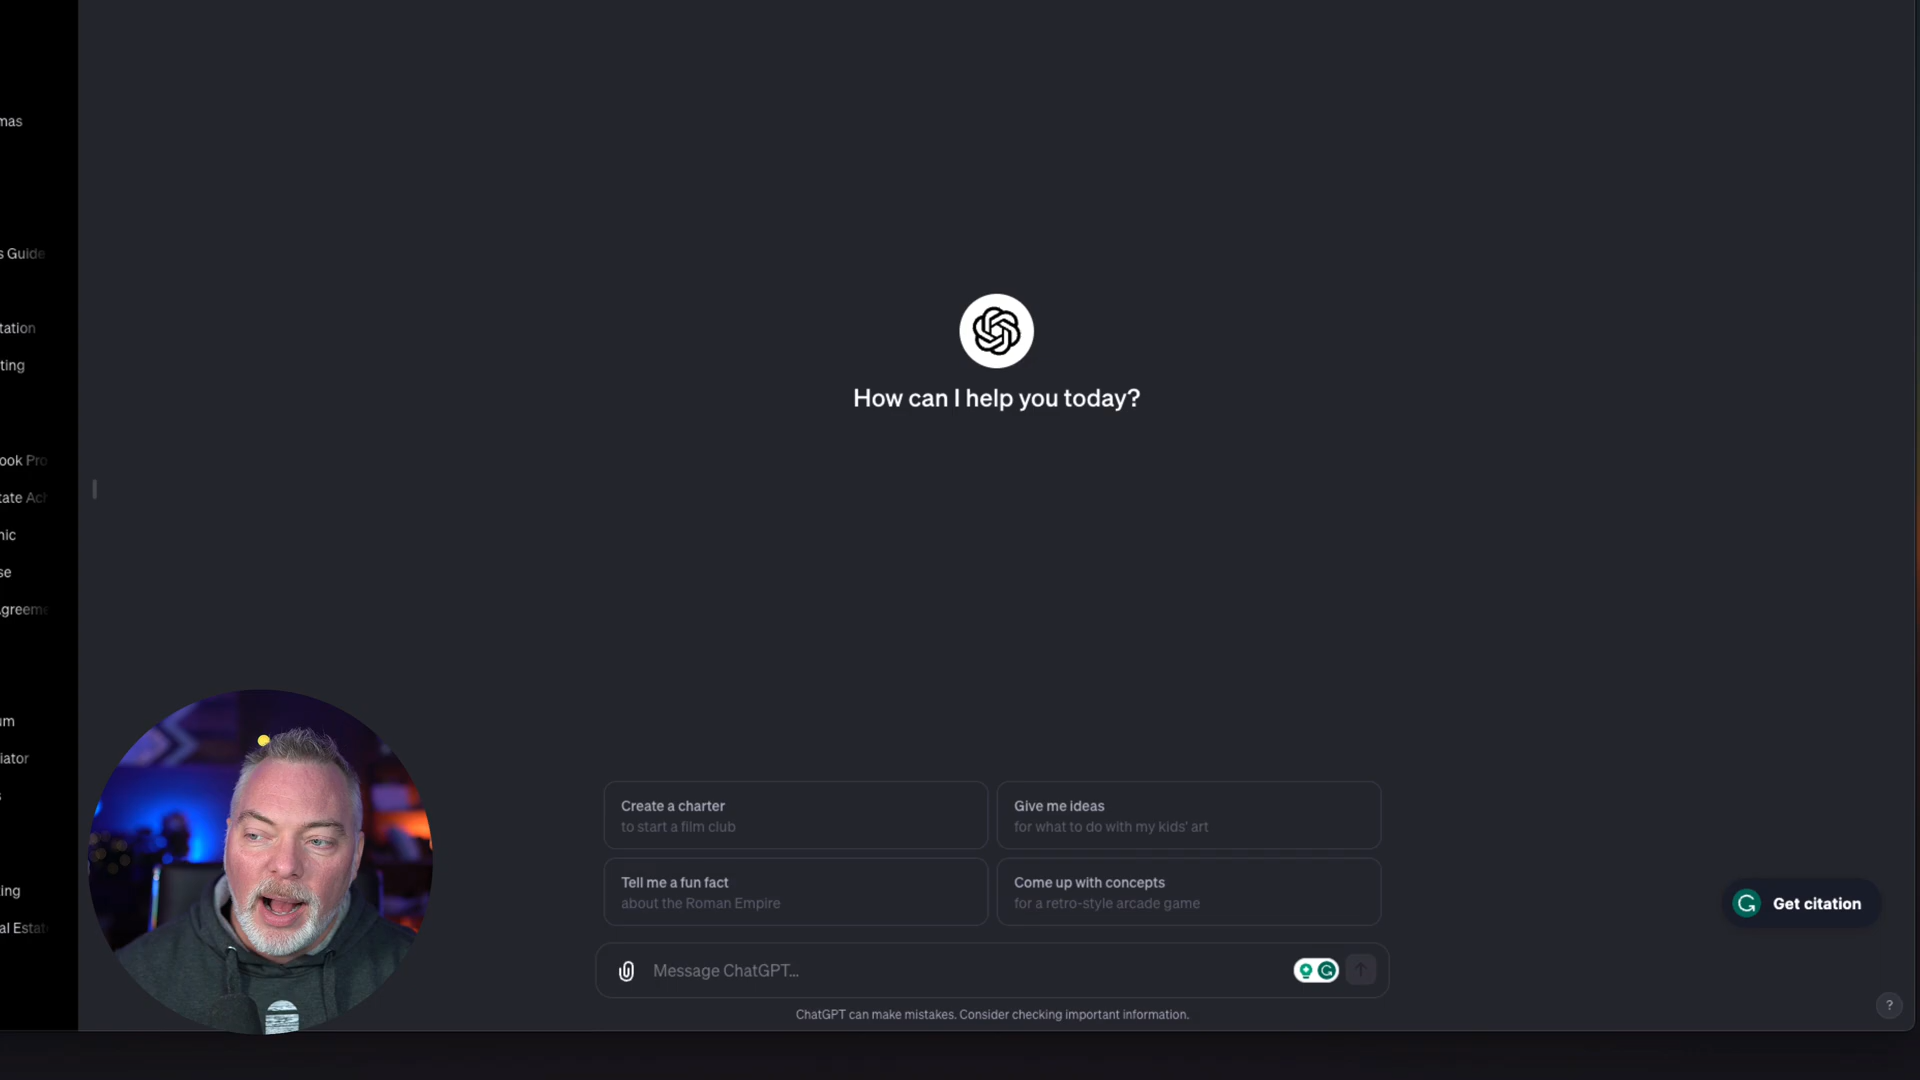 mas
s Guide
tation
ting
ook Pro
tate Ach
nic
se
Agreeme
um
iator
s
ing
al Estat
How can I help you today?
Create a charter
to start a film club
Give me ideas
for what to do with my kids' art
Tell me a fun fact
about the Roman Empire
Come up with concepts
for a retro-style arcade game
Get citation
Message ChatGPT...
ChatGPT can make mistakes. Consider checking important information.
?